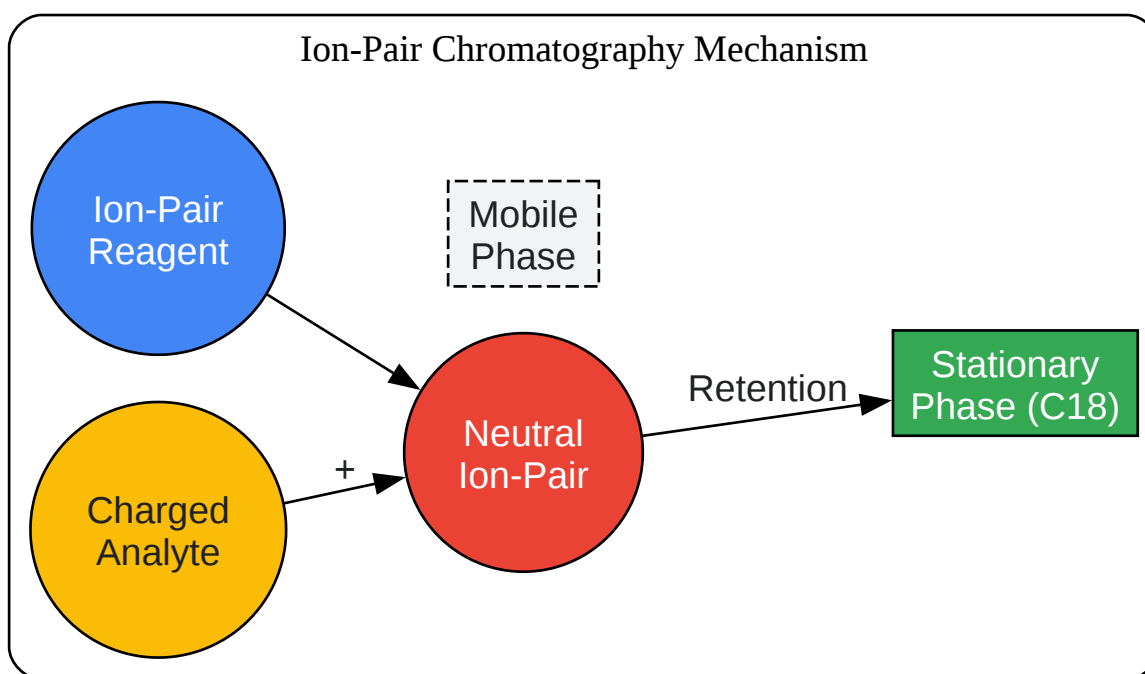 Ion-Pair Chromatography Mechanism
Ion-Pair
Reagent
Mobile
Phase
Charged
Analyte
+
Neutral
Ion-Pair
Retention
Stationary
Phase (C18)